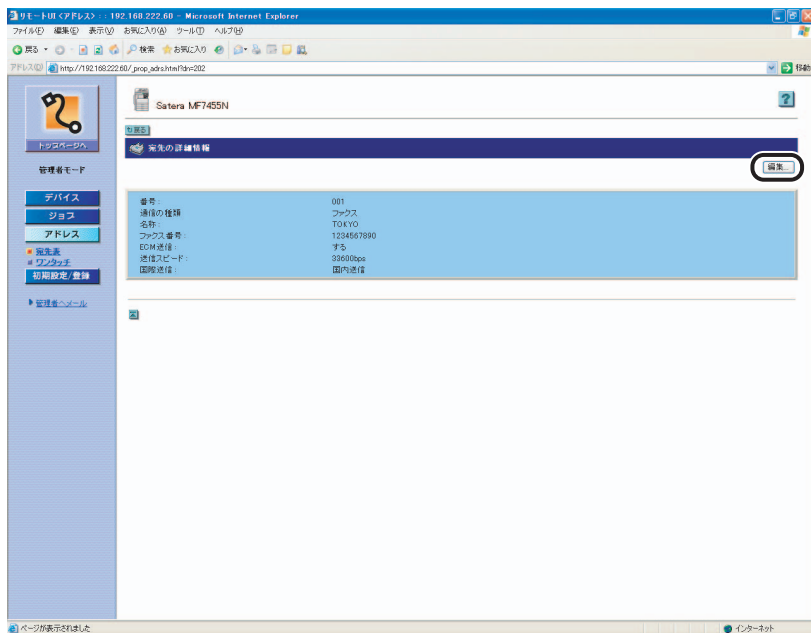 リモートUI <アドレス> : : 192.168.222.60 - Microsoft Internet Explorer
ファイル(F) 編集(E) 表示(V) お気に入り(A) ツール(T) ヘルプ(H)
戻る 検索 お気に入り
アドレス(D) http://192.168.222.60/_prop_adrs.html?drn=202 移動
Satera MF7455N
戻る
トップページへ
宛先の詳細情報
編集...
管理者モード
デバイス
ジョブ
アドレス
宛先表
ワンタッチ
初期設定/登録
管理者へメール
番号 : 001
通信の種類 ファクス
名称 : TOKYO
ファクス番号 : 1234567890
ECM送信 : する
送信スピード : 33600bps
国際送信 : 国内送信
ページが表示されました インターネット